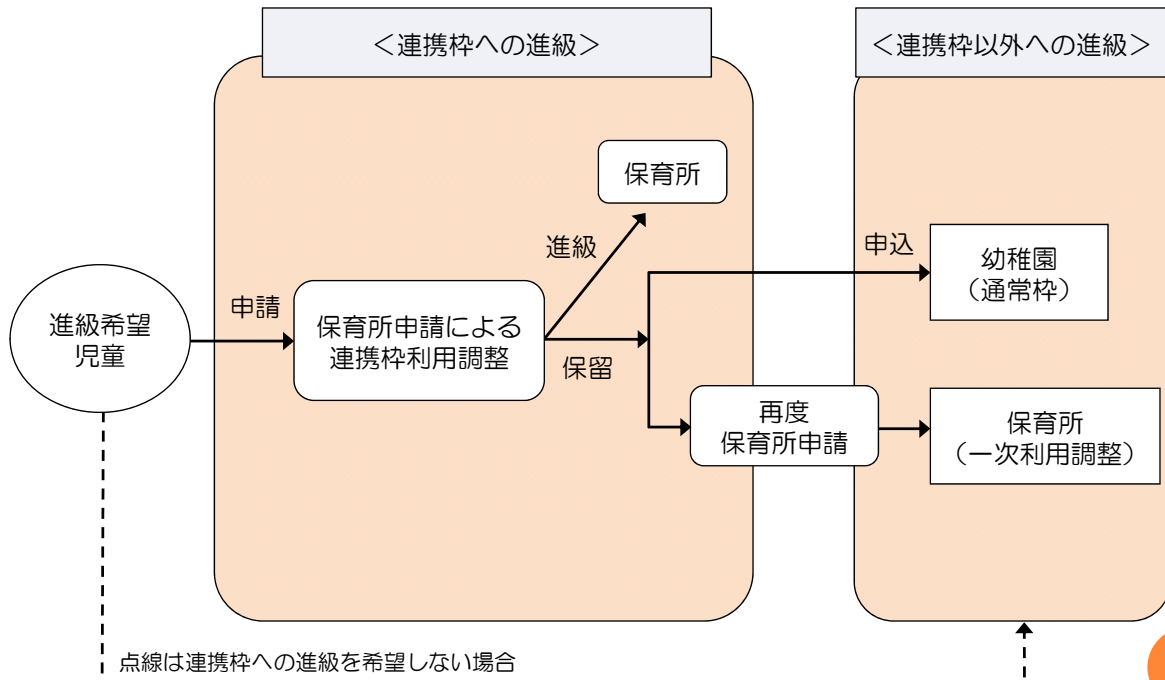 ＜連携枠への進級＞
＜連携枠以外への進級＞
保育所
進級
申込
幼稚園
（通常枠）
進級希望
児童
申請
保育所申請による
連携枠利用調整
保留
再度
保育所申請
保育所
（一次利用調整）
点線は連携枠への進級を希望しない場合